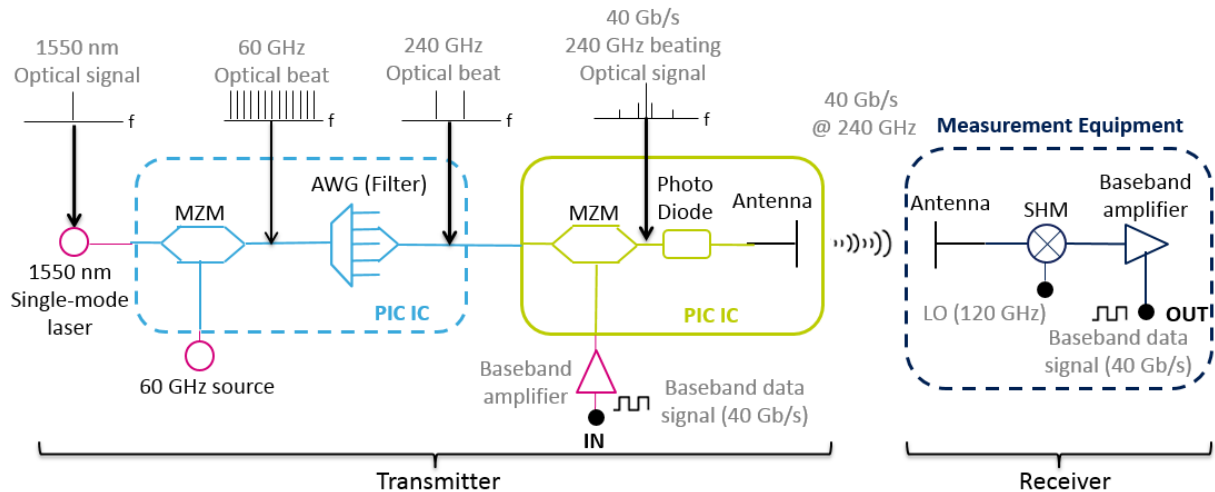 1550 nm
Optical signal
f
60 GHz
Optical beat
f
240 GHz
Optical beat
f
40 Gb/s
240 GHz beating
Optical signal
f
40 Gb/s
@ 240 GHz
Measurement Equipment
AWG (Filter)
MZM
MZM
Photo
Diode
Antenna
Antenna
SHM
Baseband
amplifier
1550 nm
Single-mode
laser
PIC IC
PIC IC
LO (120 GHz)
OUT
Baseband data
signal (40 Gb/s)
60 GHz source
Baseband
amplifier
Baseband data
signal (40 Gb/s)
IN
Transmitter
Receiver